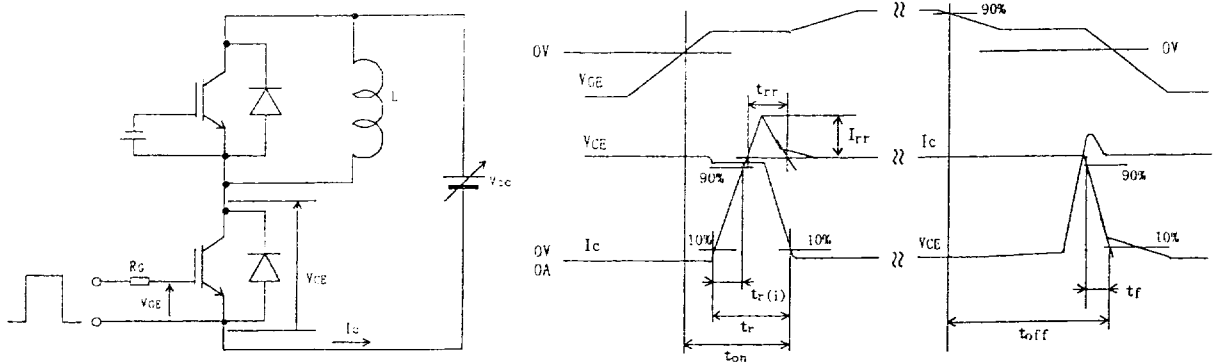 L
Vcc
RG
VGE
VCE
Ic
0V
VGE
90%
0V
trr
Irr
VCE
Ic
90%
90%
10%
10%
0V
0A
Ic
VCE
10%
tr(i)
tr
ton
tf
toff